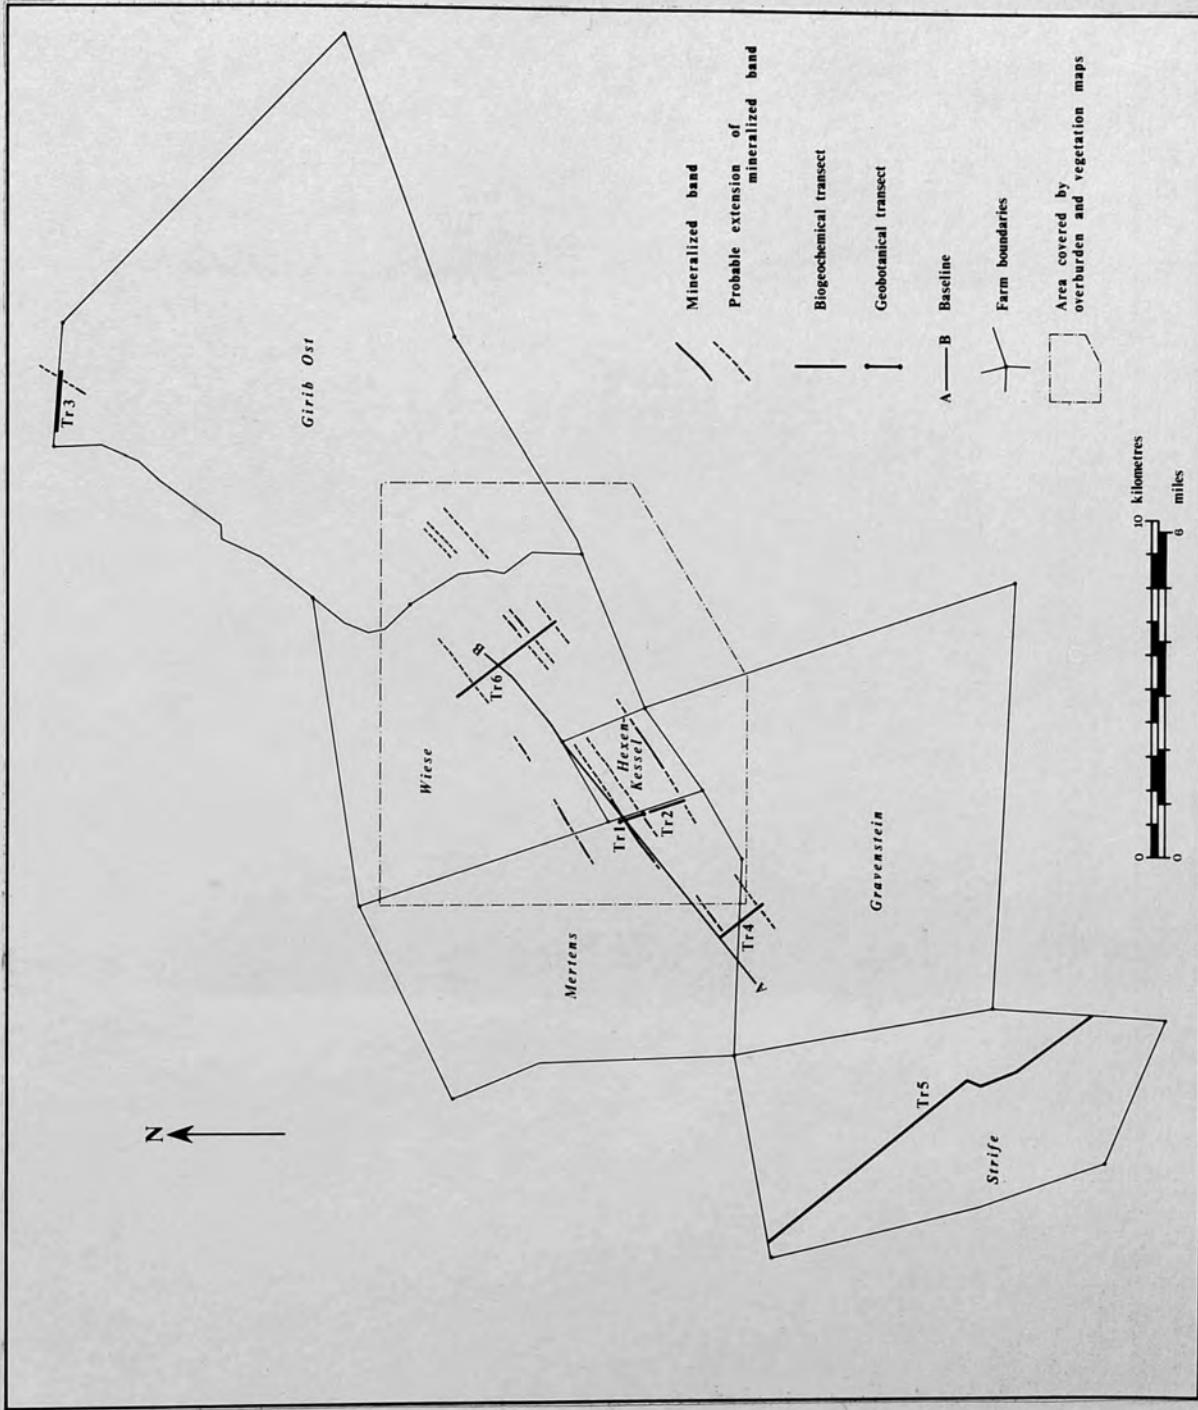 N
Tr3
Girib Ost
Wiese
B
Tr6
Hexen-
Kessel
Tr1
Tr2
Mertens
Tr4
A
Gravenstein
Tr5
Strife
Mineralized band
Probable extension of
mineralized band
Biogeochemical transect
Geobotanical transect
A B Baseline
Farm boundaries
Area covered by
overburden and vegetation maps
0 10 kilometres
0 6 miles